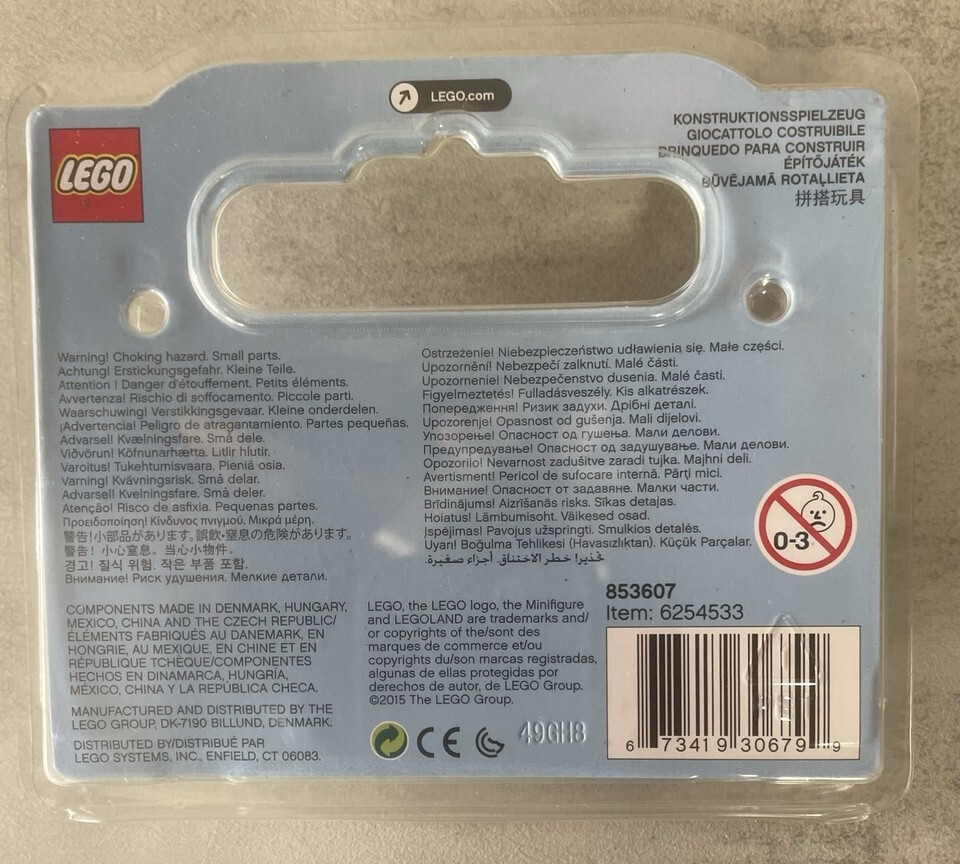 LEGO.com
LEGO
KONSTRUKTIONSSPIELZEUG
GIOCATTOLO COSTRUIBILE
BRINQUEDO PARA CONSTRUIR
ÉPÍTŐJÁTÉK
BŪVĒJAMĀ ROTAĻLIETA
拼搭玩具
Warning! Choking hazard. Small parts.
Achtung! Erstickungsgefahr. Kleine Teile.
Attention ! Danger d'étouffement. Petits éléments.
Avvertenza! Rischio di soffocamento. Piccole parti.
Waarschuwing! Verstikkingsgevaar. Kleine onderdelen.
¡Advertencia! Peligro de atragantamiento. Partes pequeñas.
Advarsel! Kvælningsfare. Små dele.
Viðvörun! Köfnunarhætta. Litlir hlutir.
Varoitus! Tukehtumisvaara. Pieniä osia.
Varning! Kvävningsrisk. Små delar.
Advarsel! Kvelningsfare. Små deler.
Atenção! Risco de asfixia. Pequenas partes.
Προειδοποίηση! Κίνδυνος πνιγμού. Μικρά μέρη.
警告!小部品があります。誤飲•窒息の危険があります。
警告! 小心窒息。当心小物件。
경고! 질식 위험. 작은 부품 포함.
Внимание! Риск удушения. Мелкие детали.
Ostrzeżenie! Niebezpieczeństwo udławienia się. Małe części.
Upozornění! Nebezpečí zalknutí. Malé části.
Upozornenie! Nebezpečenstvo dusenia. Malé časti.
Figyelmeztetés! Fulladásveszély. Kis alkatrészek.
Попередження! Ризик задухи. Дрібні деталі.
Upozorenje! Opasnost od gušenja. Mali dijelovi.
Упозорење! Опасност од гушења. Мали делови.
Предупредување! Опасност од задушување. Мали делови.
Opozorilo! Nevarnost zadušitve zaradi tujka. Majhni deli.
Avertisment! Pericol de sufocare internă. Părți mici.
Внимание! Опасност от задавяне. Малки части.
Brīdinājums! Aizrīšanās risks. Sīkas detaļas.
Hoiatus! Lämbumisoht. Väikesed osad.
Įspėjimas! Pavojus užspringti. Smulkios detalės.
Uyarı! Boğulma Tehlikesi (Havasızlıktan). Küçük Parçalar.
تحذير! خطر الاختناق. أجزاء صغيرة.
0-3
COMPONENTS MADE IN DENMARK, HUNGARY,
MEXICO, CHINA AND THE CZECH REPUBLIC/
ÉLÉMENTS FABRIQUÉS AU DANEMARK, EN
HONGRIE, AU MEXIQUE, EN CHINE ET EN
RÉPUBLIQUE TCHÈQUE/COMPONENTES
HECHOS EN DINAMARCA, HUNGRÍA,
MÉXICO, CHINA Y LA REPÚBLICA CHECA.
MANUFACTURED AND DISTRIBUTED BY THE
LEGO GROUP, DK-7190 BILLUND, DENMARK.
DISTRIBUTED BY/DISTRIBUÉ PAR
LEGO SYSTEMS, INC., ENFIELD, CT 06083.
LEGO, the LEGO logo, the Minifigure
and LEGOLAND are trademarks and/
or copyrights of the/sont des
marques de commerce et/ou
copyrights du/son marcas registradas,
algunas de ellas protegidas por
derechos de autor, de LEGO Group.
©2015 The LEGO Group.
CE
49GH8
853607
Item: 6254533
6 73419 30679 9